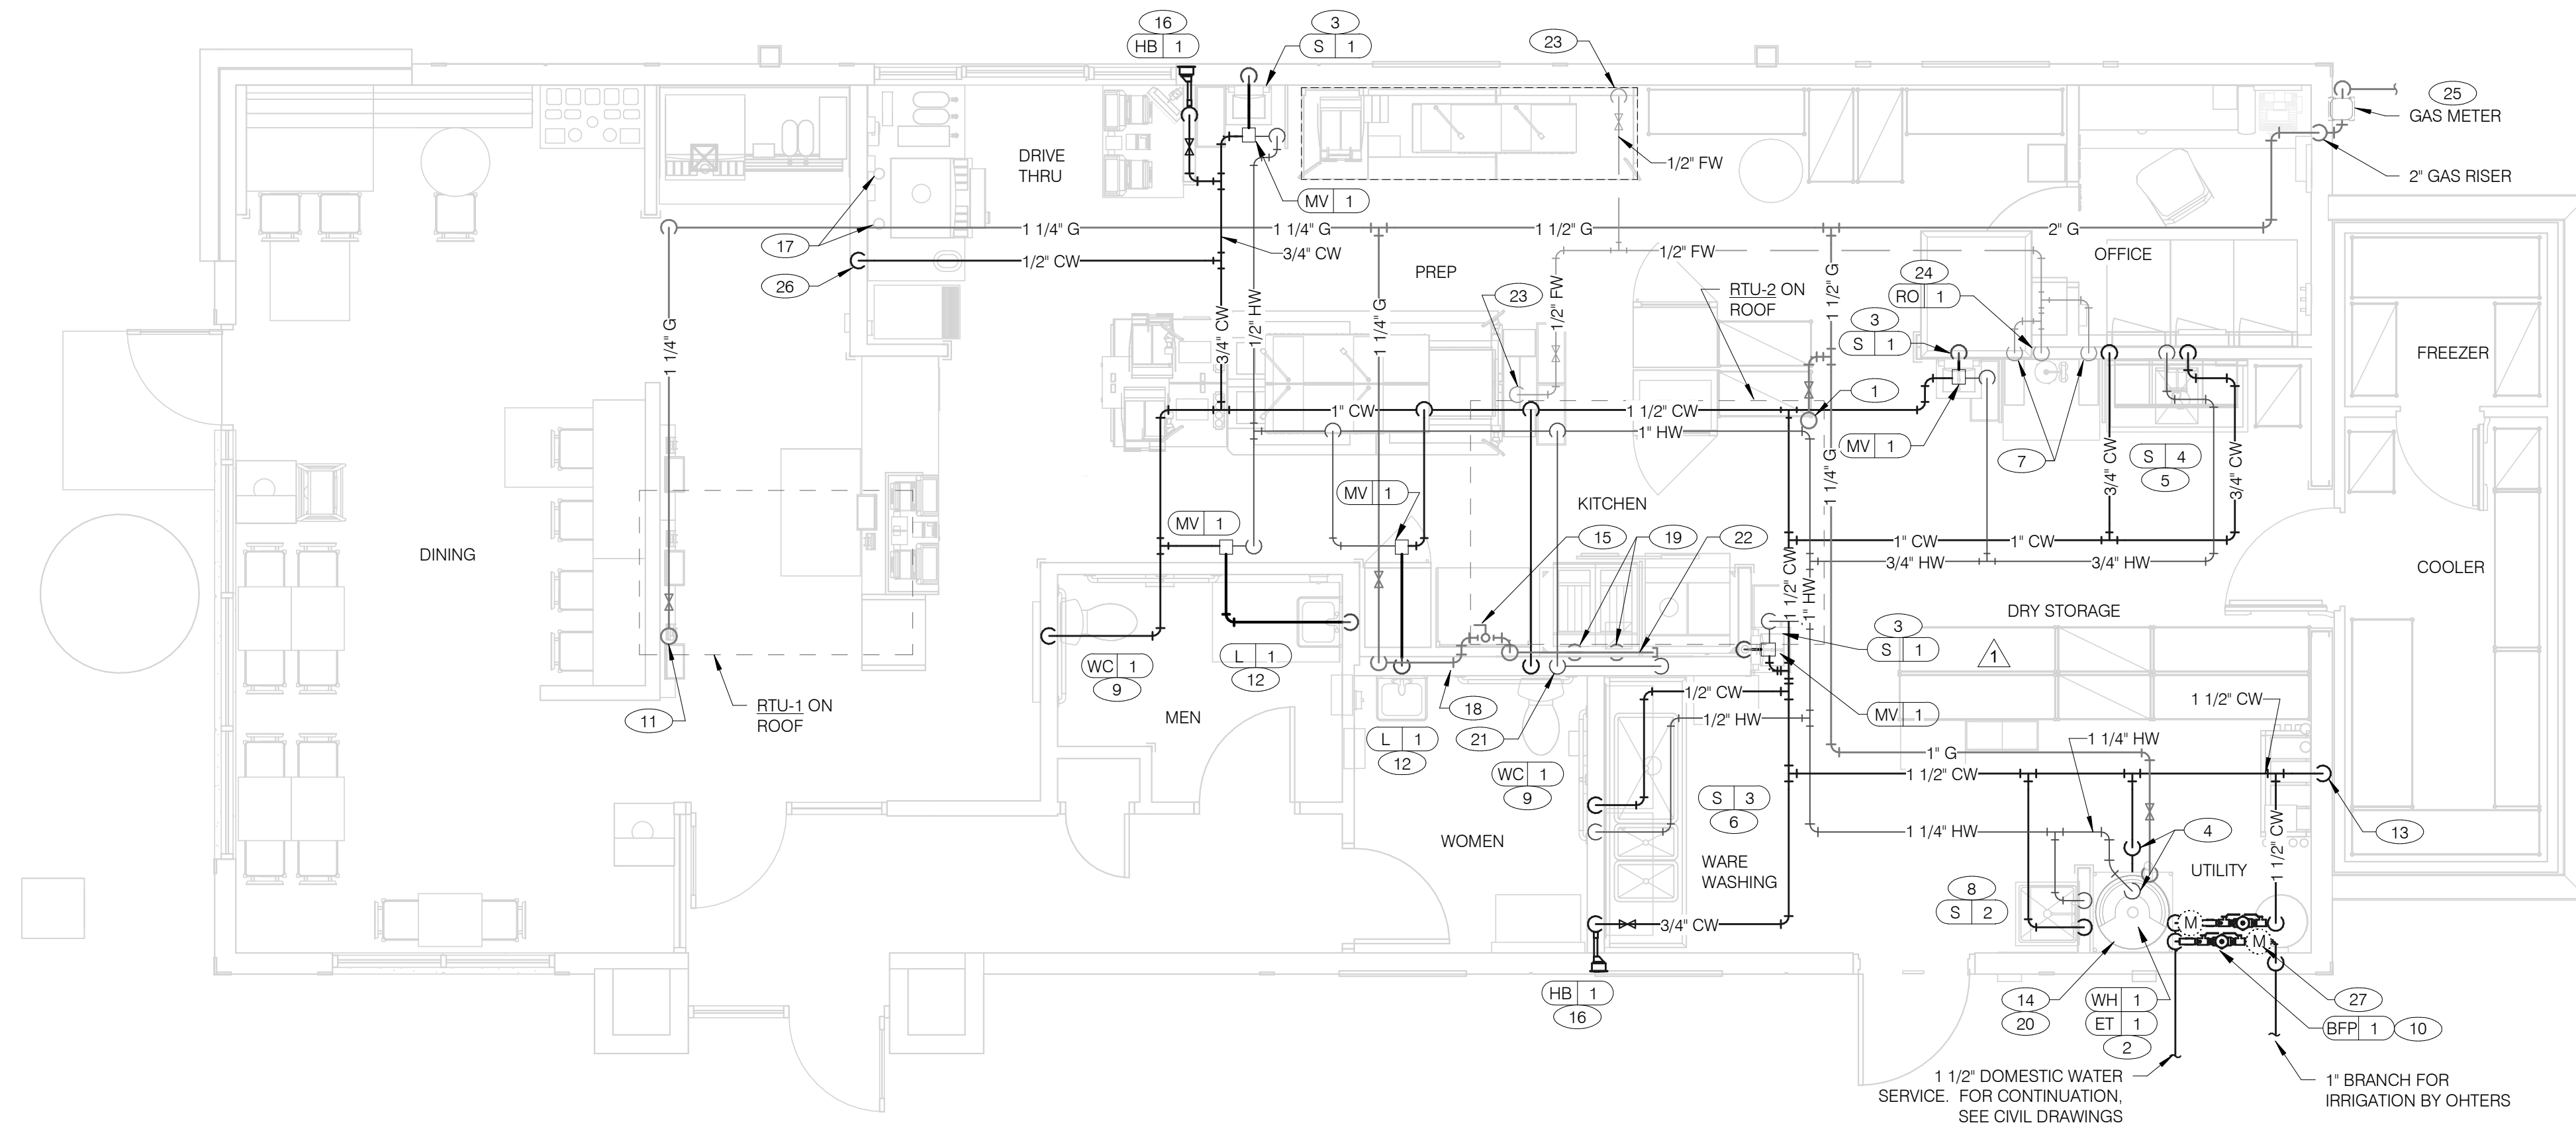 16
HB 1
3
S 1
23
25
GAS METER
DRIVE
THRU
1/2" FW
2" GAS RISER
MV 1
17
1 1/4" G
1 1/4" G
1 1/2" G
2" G
3/4" CW
1/2" CW
26
PREP
1/2" FW
OFFICE
24
RO 1
RTU-2 ON
ROOF
23
1/2" FW
1 1/2" G
3
S 1
1 1/4" G
3/4" CW
1/2" HW
1 1/4" G
FREEZER
1
1" CW
1 1/2" CW
1" HW
MV 1
7
S 4
5
3/4" CW
3/4" CW
1 1/4" G
MV 1
MV 1
KITCHEN
15
19
22
DINING
1" CW
1" CW
3/4" HW
3/4" HW
COOLER
1 1/2" CW
1" HW
DRY STORAGE
3
S 1
1
WC 1
9
L 1
12
1/2" CW
1 1/2" CW
RTU-1 ON
ROOF
11
MEN
18
21
L 1
12
1/2" HW
MV 1
1" G
1 1/4" HW
WC 1
9
1 1/2" CW
S 3
6
WOMEN
1 1/4" HW
4
13
1 1/2" CW
WARE
WASHING
UTILITY
8
S 2
3/4" CW
M
M
HB 1
16
14
20
WH 1
ET 1
2
27
BFP 1 10
1 1/2" DOMESTIC WATER
SERVICE. FOR CONTINUATION,
SEE CIVIL DRAWINGS
1" BRANCH FOR
IRRIGATION BY OHTERS